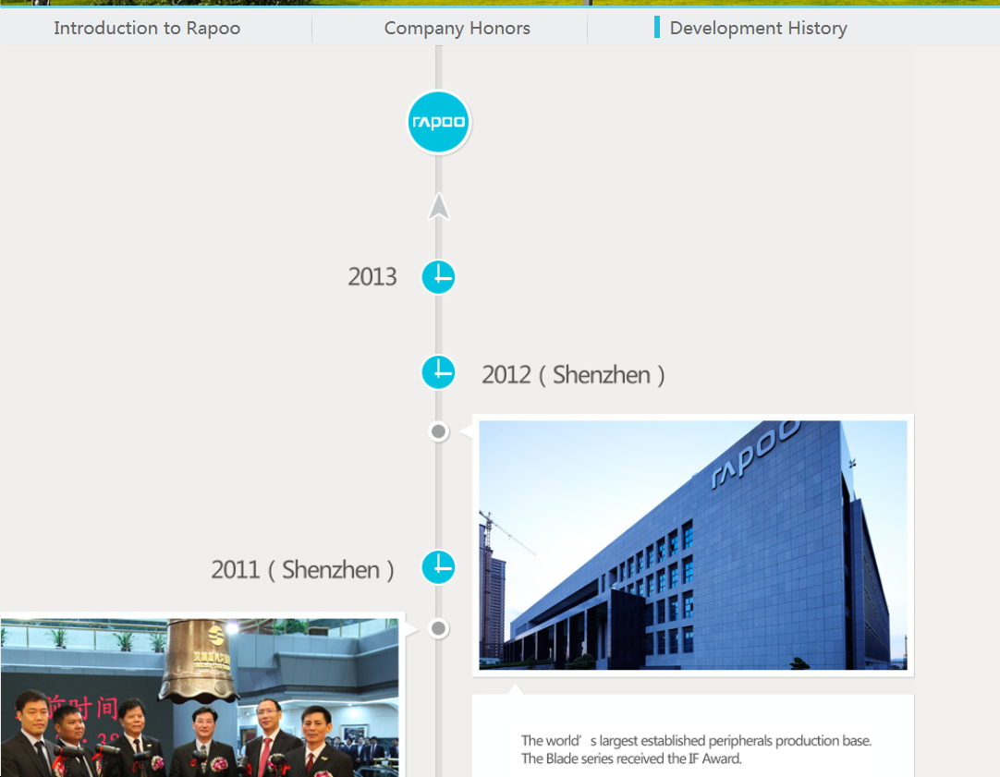 Introduction to Rapoo
Company Honors
Development History
rapoo
2013
2012 ( Shenzhen )
rapoo
2011 ( Shenzhen )
前时间
The world’ s largest established peripherals production base.
The Blade series received the IF Award.